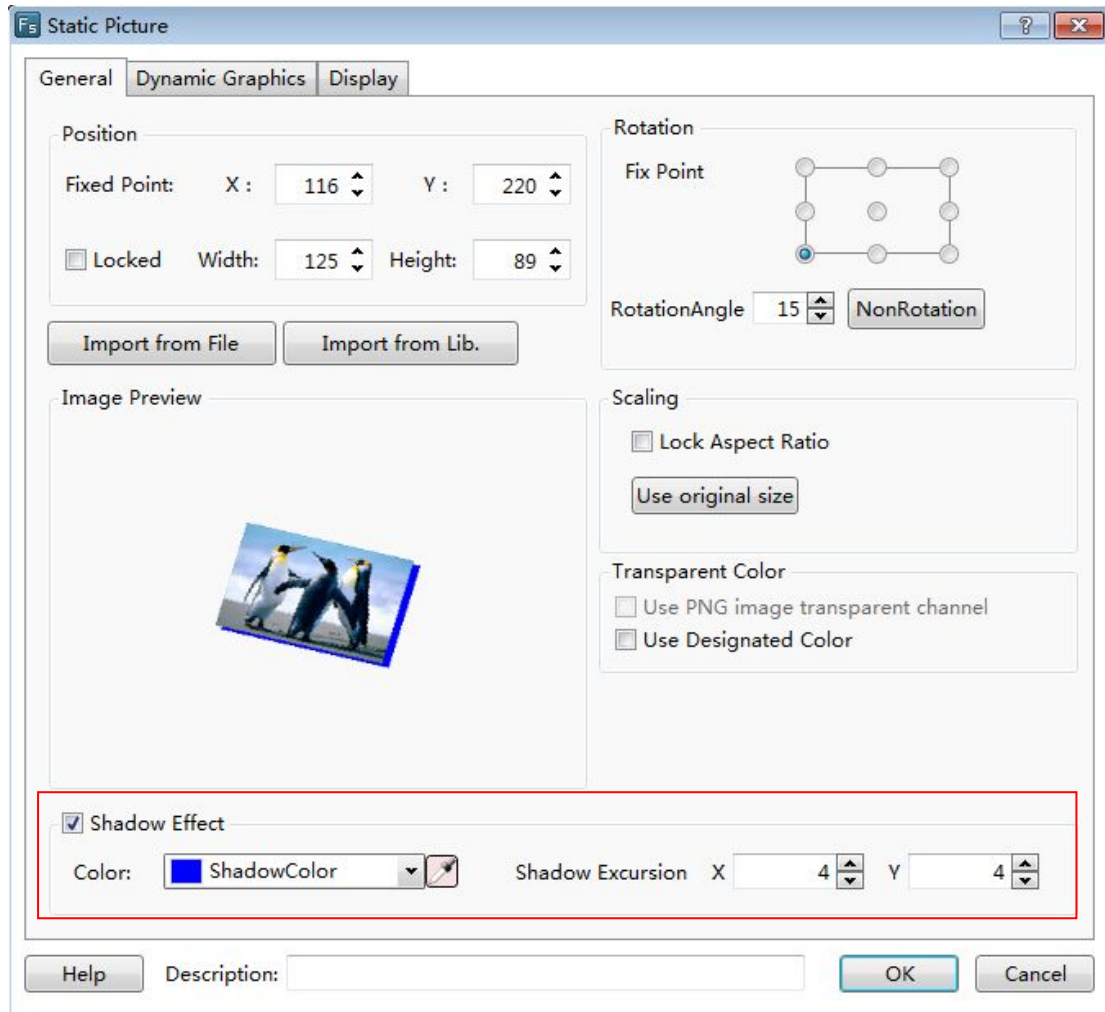 Fs Static Picture
General Dynamic Graphics Display
Position
Fixed Point: X : 116 Y : 220
Locked Width: 125 Height: 89
Import from File Import from Lib.
Rotation
Fix Point
RotationAngle 15 NonRotation
Image Preview
Scaling
Lock Aspect Ratio
Use original size
Transparent Color
Use PNG image transparent channel
Use Designated Color
Shadow Effect
Color: ShadowColor Shadow Excursion X 4 Y 4
Help Description: OK Cancel